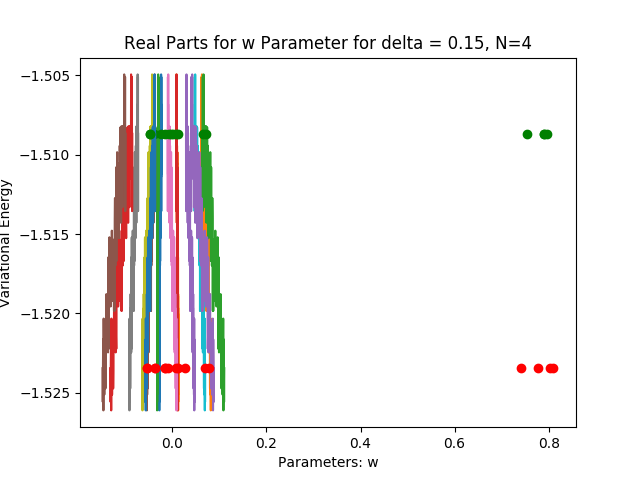 Real Parts for w Parameter for delta = 0.15, N=4
Variational Energy
−1.505
−1.510
−1.515
−1.520
−1.525
0.0 0.2 0.4 0.6 0.8
Parameters: w